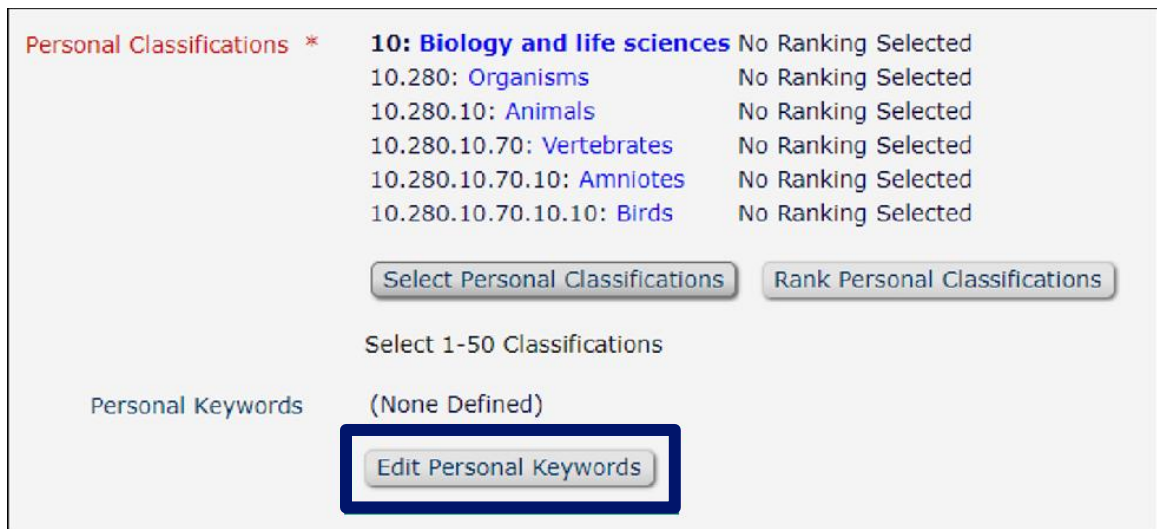 Personal Classifications * 10: Biology and life sciences No Ranking Selected
10.280: Organisms No Ranking Selected
10.280.10: Animals No Ranking Selected
10.280.10.70: Vertebrates No Ranking Selected
10.280.10.70.10: Amniotes No Ranking Selected
10.280.10.70.10.10: Birds No Ranking Selected
Select Personal Classifications Rank Personal Classifications
Select 1-50 Classifications
Personal Keywords (None Defined)
Edit Personal Keywords